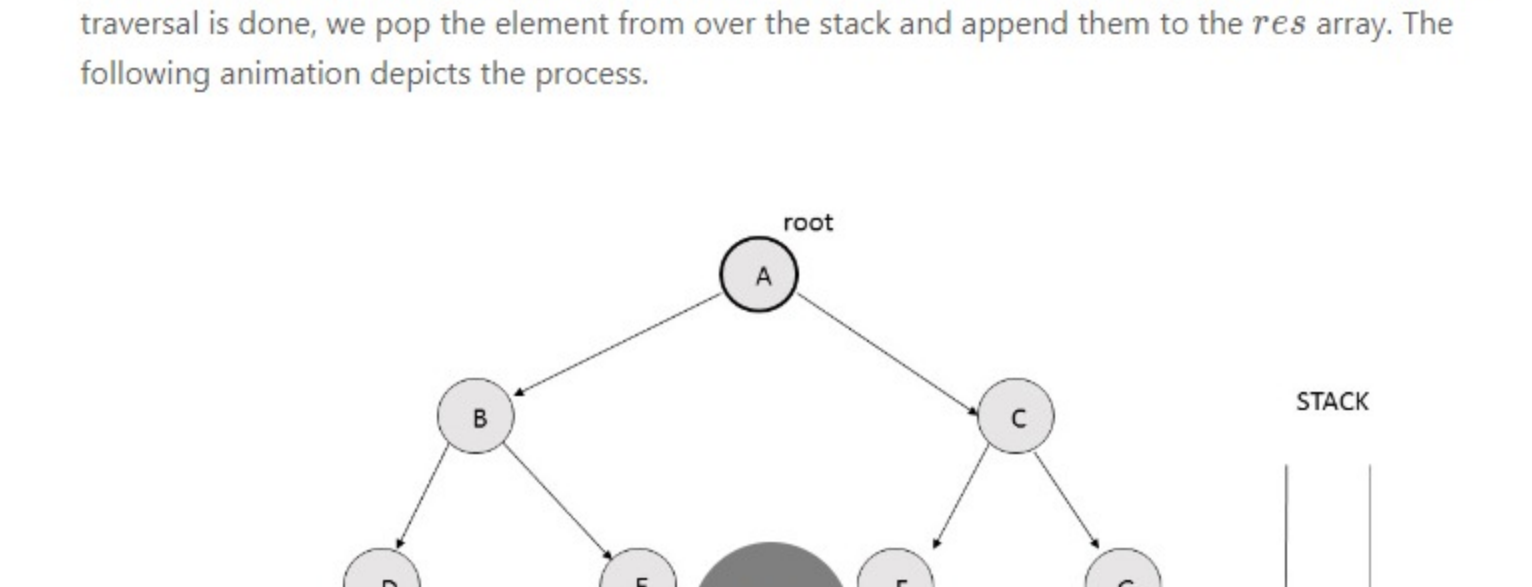 traversal is done, we pop the element from over the stack and append them to the res array. The
following animation depicts the process.
root
A
B
C
STACK
D